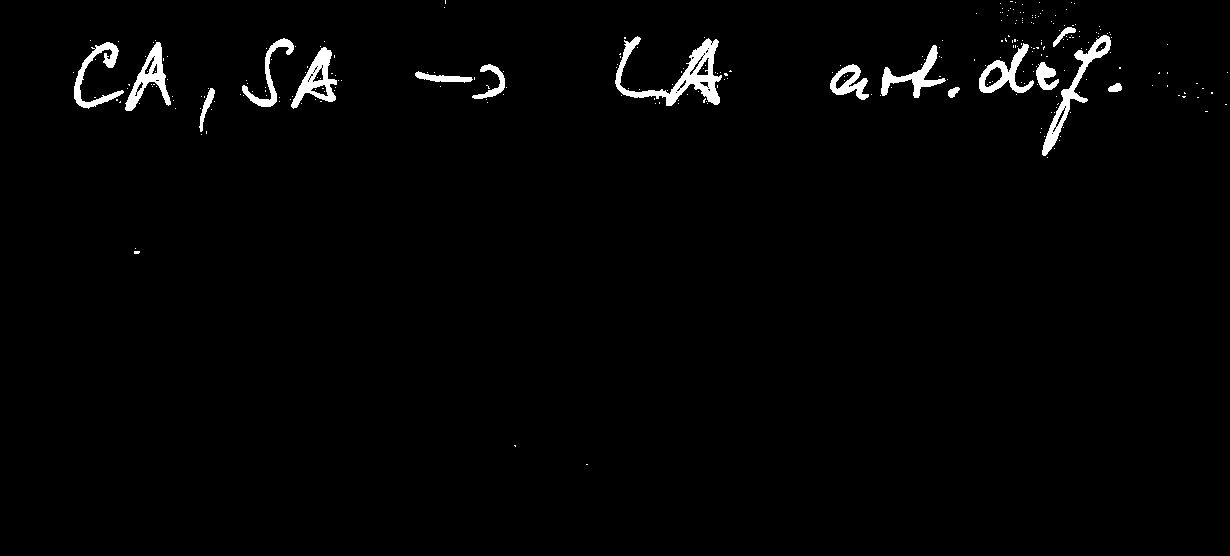 CA, SA → LA art. déf.